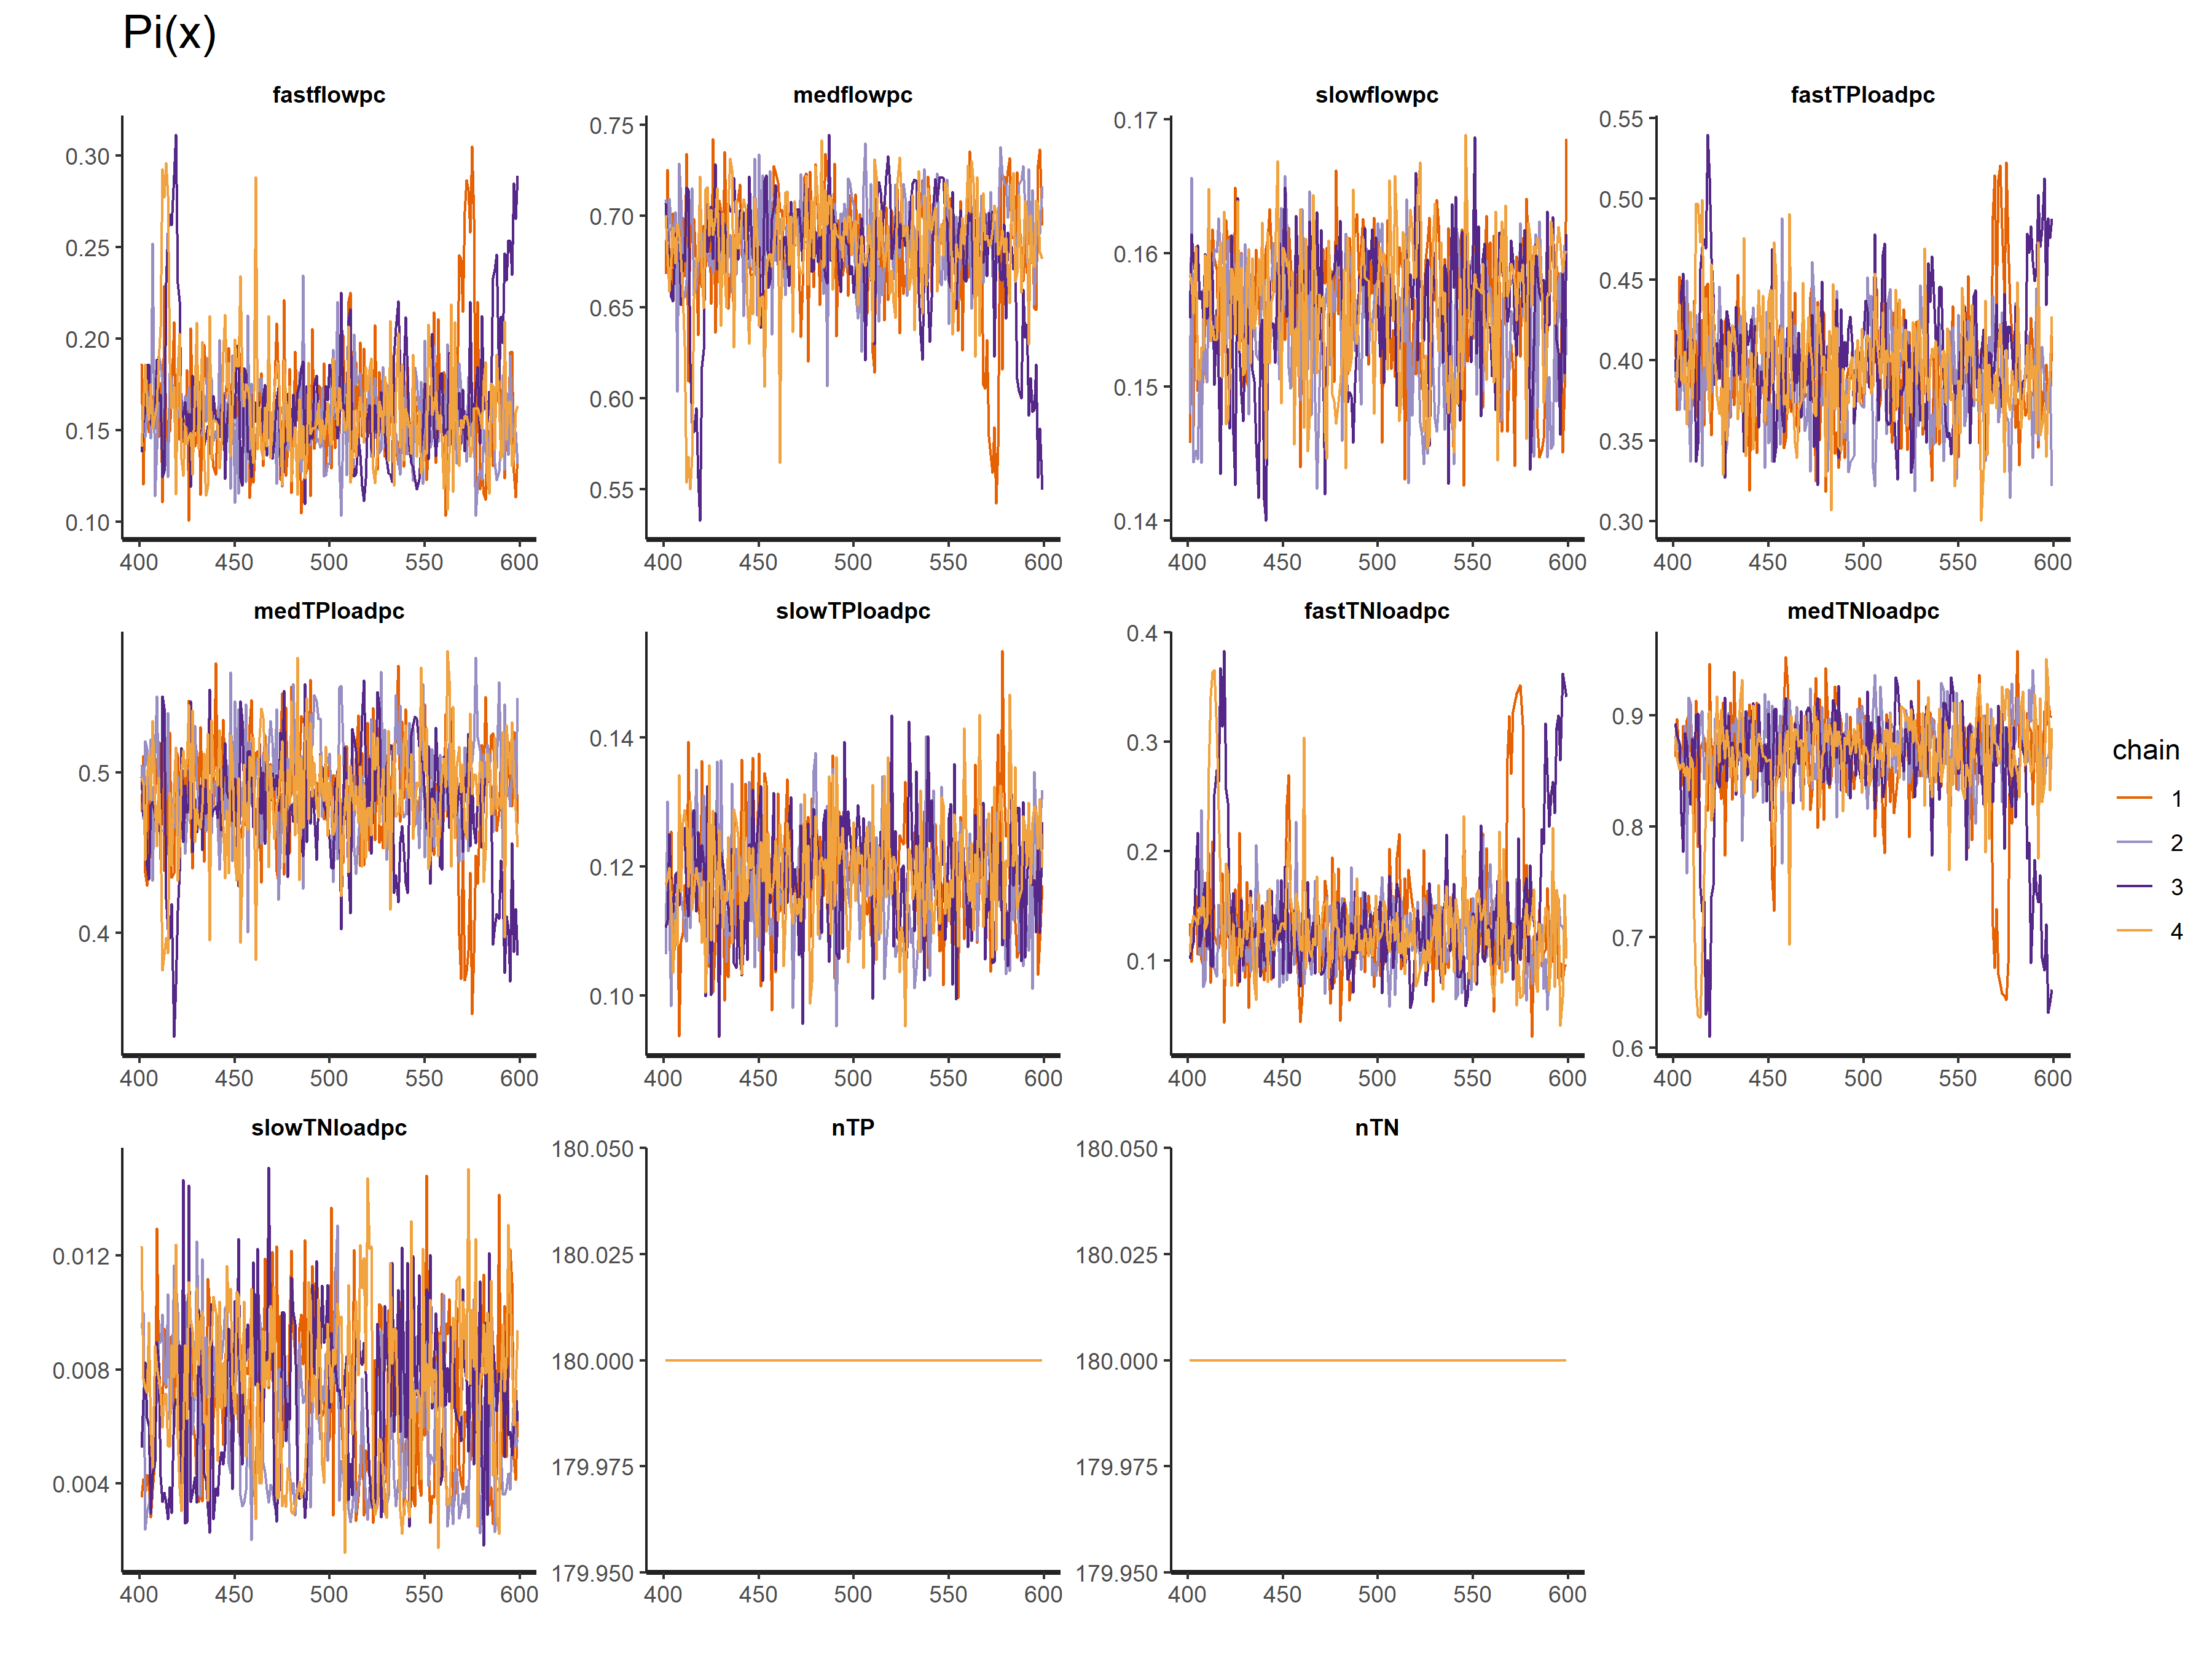 Pi(x)
fastflowpc medflowpc slowflowpc fastTPloadpc
0.30 0.25 0.20 0.15 0.10
400 450 500 550 600
0.75 0.70 0.65 0.60 0.55
400 450 500 550 600
0.17 0.16 0.15 0.14
400 450 500 550 600
0.55 0.50 0.45 0.40 0.35 0.30
400 450 500 550 600
medTPloadpc slowTPloadpc fastTNloadpc medTNloadpc
0.5 0.4
400 450 500 550 600
0.14 0.12 0.10
400 450 500 550 600
0.4 0.3 0.2 0.1
400 450 500 550 600
0.9 0.8 0.7 0.6
400 450 500 550 600
slowTNloadpc nTP nTN
0.012 0.008 0.004
400 450 500 550 600
180.050 180.025 180.000 179.975 179.950
400 450 500 550 600
180.050 180.025 180.000 179.975 179.950
400 450 500 550 600
chain
1
2
3
4